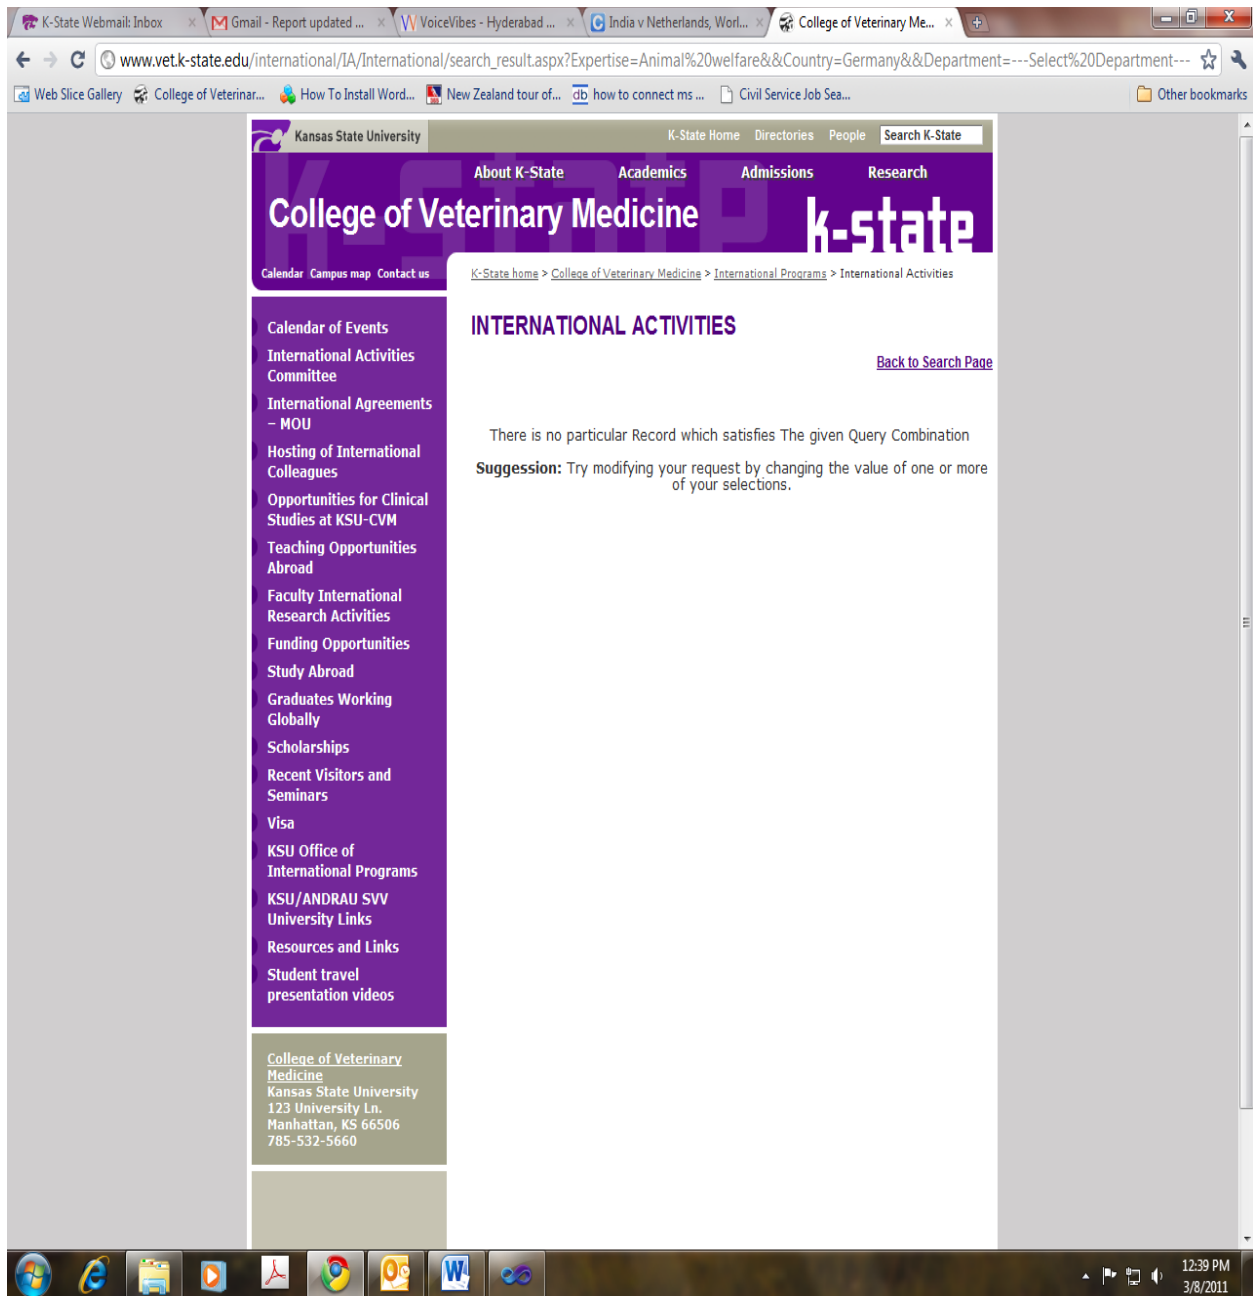 K-State Webmail: Inbox
Gmail - Report updated ...
VoiceVibes - Hyderabad ...
India v Netherlands, Worl...
College of Veterinary Me...
www.vet.k-state.edu/international/IA/International/search_result.aspx?Expertise=Animal%20welfare&&Country=Germany&&Department=---Select%20Department---
Web Slice Gallery
College of Veterinar...
How To Install Word...
New Zealand tour of...
db how to connect ms ...
Civil Service Job Sea...
Other bookmarks
Kansas State University
K-State Home Directories People Search K-State
k-state
About K-State Academics Admissions Research
College of Veterinary Medicine
k-state
Calendar Campus map Contact us
K-State home > College of Veterinary Medicine > International Programs > International Activities
Calendar of Events
International Activities
Committee
International Agreements
– MOU
Hosting of International
Colleagues
Opportunities for Clinical
Studies at KSU-CVM
Teaching Opportunities
Abroad
Faculty International
Research Activities
Funding Opportunities
Study Abroad
Graduates Working
Globally
Scholarships
Recent Visitors and
Seminars
Visa
KSU Office of
International Programs
KSU/ANDRAU SVV
University Links
Resources and Links
Student travel
presentation videos
College of Veterinary
Medicine
Kansas State University
123 University Ln.
Manhattan, KS 66506
785-532-5660
INTERNATIONAL ACTIVITIES
Back to Search Page
There is no particular Record which satisfies The given Query Combination
Suggession: Try modifying your request by changing the value of one or more
of your selections.
12:39 PM
3/8/2011